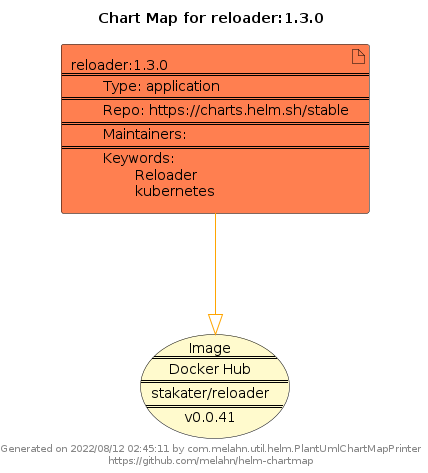 Chart Map for reloader:1.3.0
reloader:1.3.0
Type: application
Repo: https://charts.helm.sh/stable
Maintainers:
Keywords:
Reloader
kubernetes
Image
Docker Hub
stakater/reloader
v0.0.41
Generated on 2022/08/12 02:45:11 by com.melahn.util.helm.PlantUmlChartMapPrinter
https://github.com/melahn/helm-chartmap